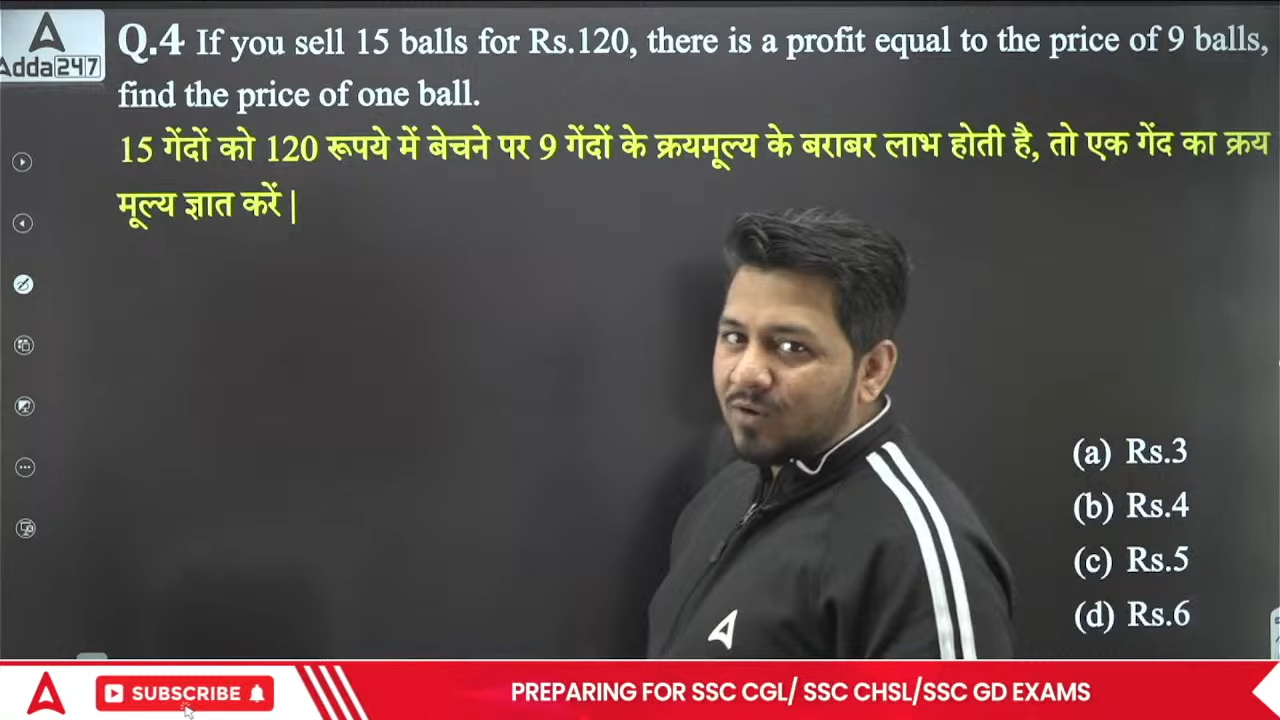 Adda247
Q.4 If you sell 15 balls for Rs.120, there is a profit equal to the price of 9 balls,
find the price of one ball.
15 गेंदों को 120 रूपये में बेचने पर 9 गेंदों के क्रयमूल्य के बराबर लाभ होती है, तो एक गेंद का क्रय
मूल्य ज्ञात करें |
(a) Rs.3
(b) Rs.4
(c) Rs.5
(d) Rs.6
SUBSCRIBE
PREPARING FOR SSC CGL/ SSC CHSL/SSC GD EXAMS